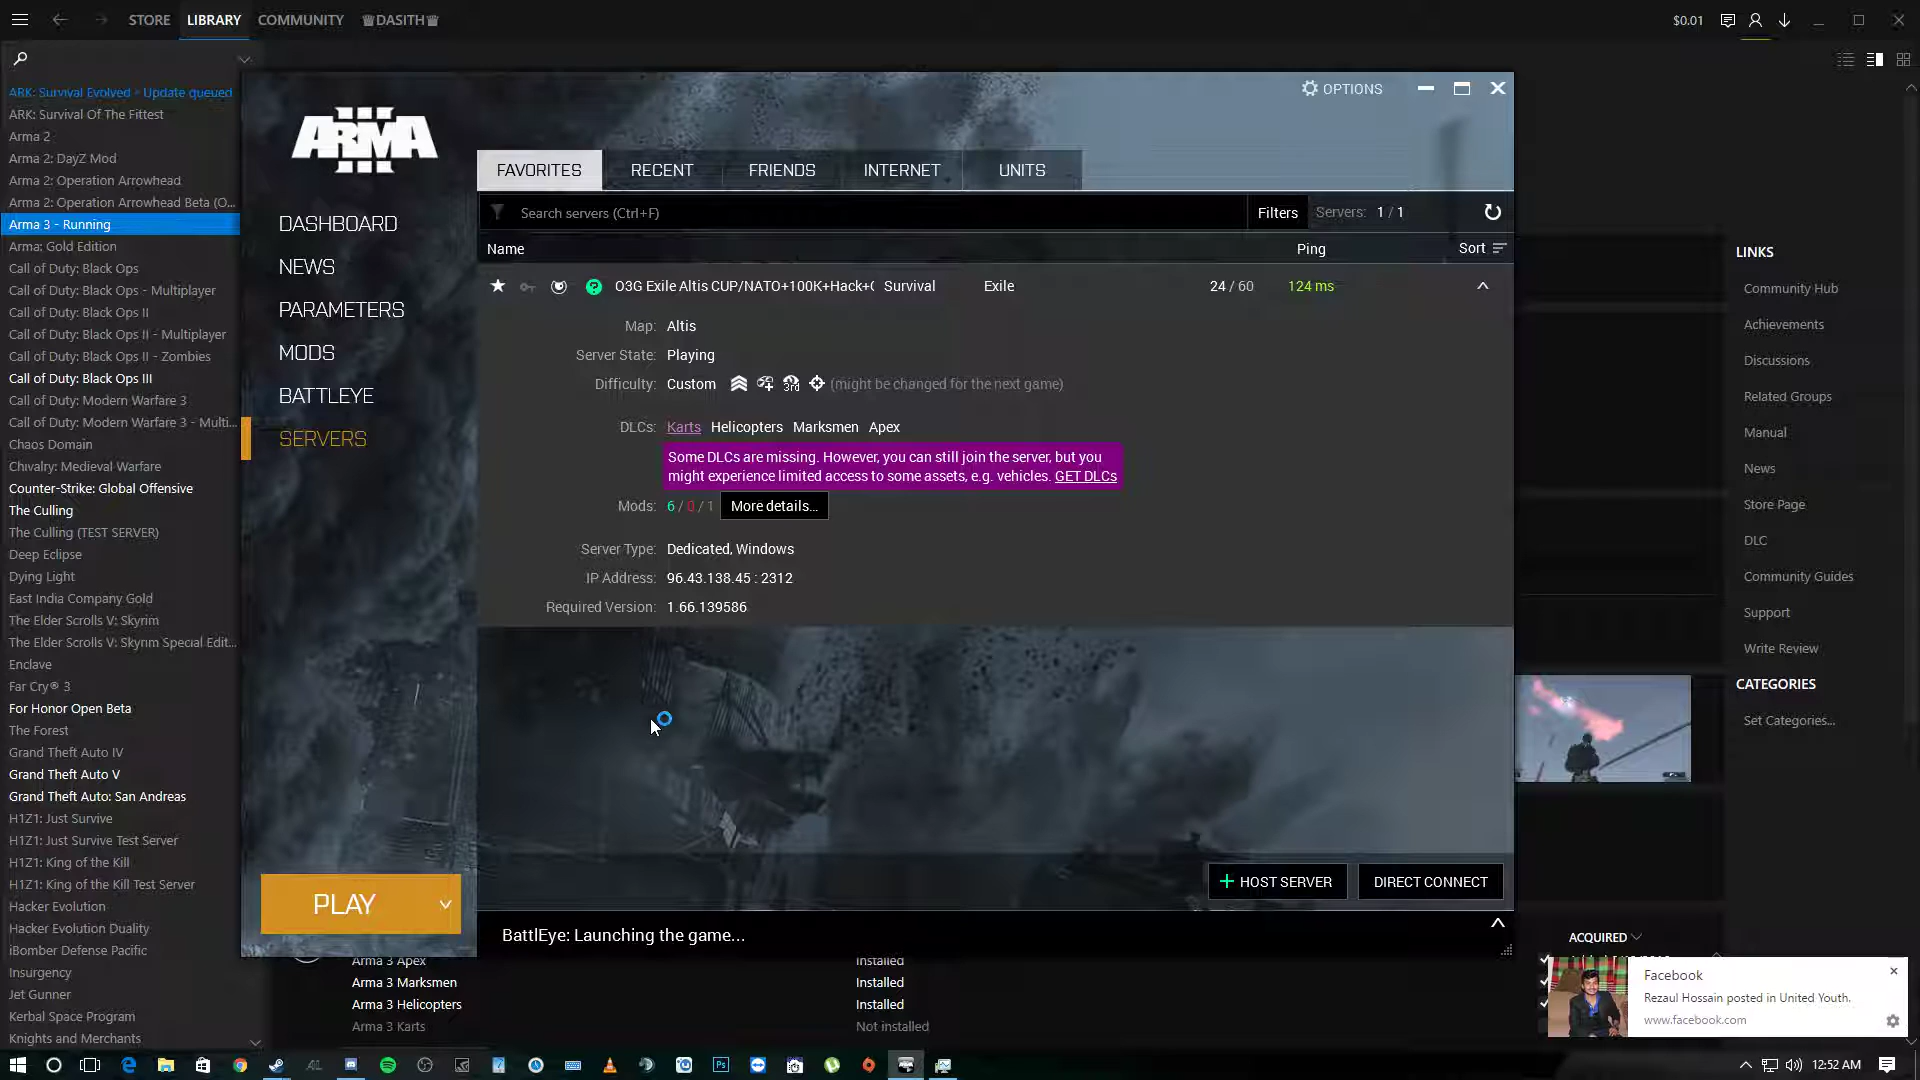 STORE
LIBRARY
COMMUNITY
♛DASITH♛
$0.01
ARK: Survival Evolved - Update queued
ARK: Survival Of The Fittest
Arma 2
Arma 2: DayZ Mod
Arma 2: Operation Arrowhead
Arma 2: Operation Arrowhead Beta (O...
Arma 3 - Running
Arma: Gold Edition
Call of Duty: Black Ops
Call of Duty: Black Ops - Multiplayer
Call of Duty: Black Ops II
Call of Duty: Black Ops II - Multiplayer
Call of Duty: Black Ops II - Zombies
Call of Duty: Black Ops III
Call of Duty: Modern Warfare 3
Call of Duty: Modern Warfare 3 - Multi...
Chaos Domain
Chivalry: Medieval Warfare
Counter-Strike: Global Offensive
The Culling
The Culling (TEST SERVER)
Deep Eclipse
Dying Light
East India Company Gold
The Elder Scrolls V: Skyrim
The Elder Scrolls V: Skyrim Special Edit...
Enclave
Far Cry® 3
For Honor Open Beta
The Forest
Grand Theft Auto IV
Grand Theft Auto V
Grand Theft Auto: San Andreas
H1Z1: Just Survive
H1Z1: Just Survive Test Server
H1Z1: King of the Kill
H1Z1: King of the Kill Test Server
Hacker Evolution
Hacker Evolution Duality
iBomber Defense Pacific
Insurgency
Jet Gunner
Kerbal Space Program
Knights and Merchants
ARMA III
DASHBOARD
NEWS
PARAMETERS
MODS
BATTLEYE
SERVERS
PLAY
OPTIONS
FAVORITES
RECENT
FRIENDS
INTERNET
UNITS
Search servers (Ctrl+F)
Filters
Servers: 1 / 1
Name
Ping
Sort
O3G Exile Altis CUP/NATO+100K+Hack+
Survival
Exile
24 / 60
124 ms
Map: Altis
Server State: Playing
Difficulty: Custom (might be changed for the next game)
DLCs: Karts Helicopters Marksmen Apex
Some DLCs are missing. However, you can still join the server, but you
might experience limited access to some assets, e.g. vehicles. GET DLCs
Mods: 6 / 0 / 1 More details...
Server Type: Dedicated, Windows
IP Address: 96.43.138.45 : 2312
Required Version: 1.66.139586
HOST SERVER
DIRECT CONNECT
BattlEye: Launching the game...
Arma 3 Apex Installed
Arma 3 Marksmen Installed
Arma 3 Helicopters Installed
Arma 3 Karts Not installed
LINKS
Community Hub
Achievements
Discussions
Related Groups
Manual
News
Store Page
DLC
Community Guides
Support
Write Review
CATEGORIES
Set Categories...
ACQUIRED
Facebook
Rezaul Hossain posted in United Youth.
www.facebook.com
12:52 AM